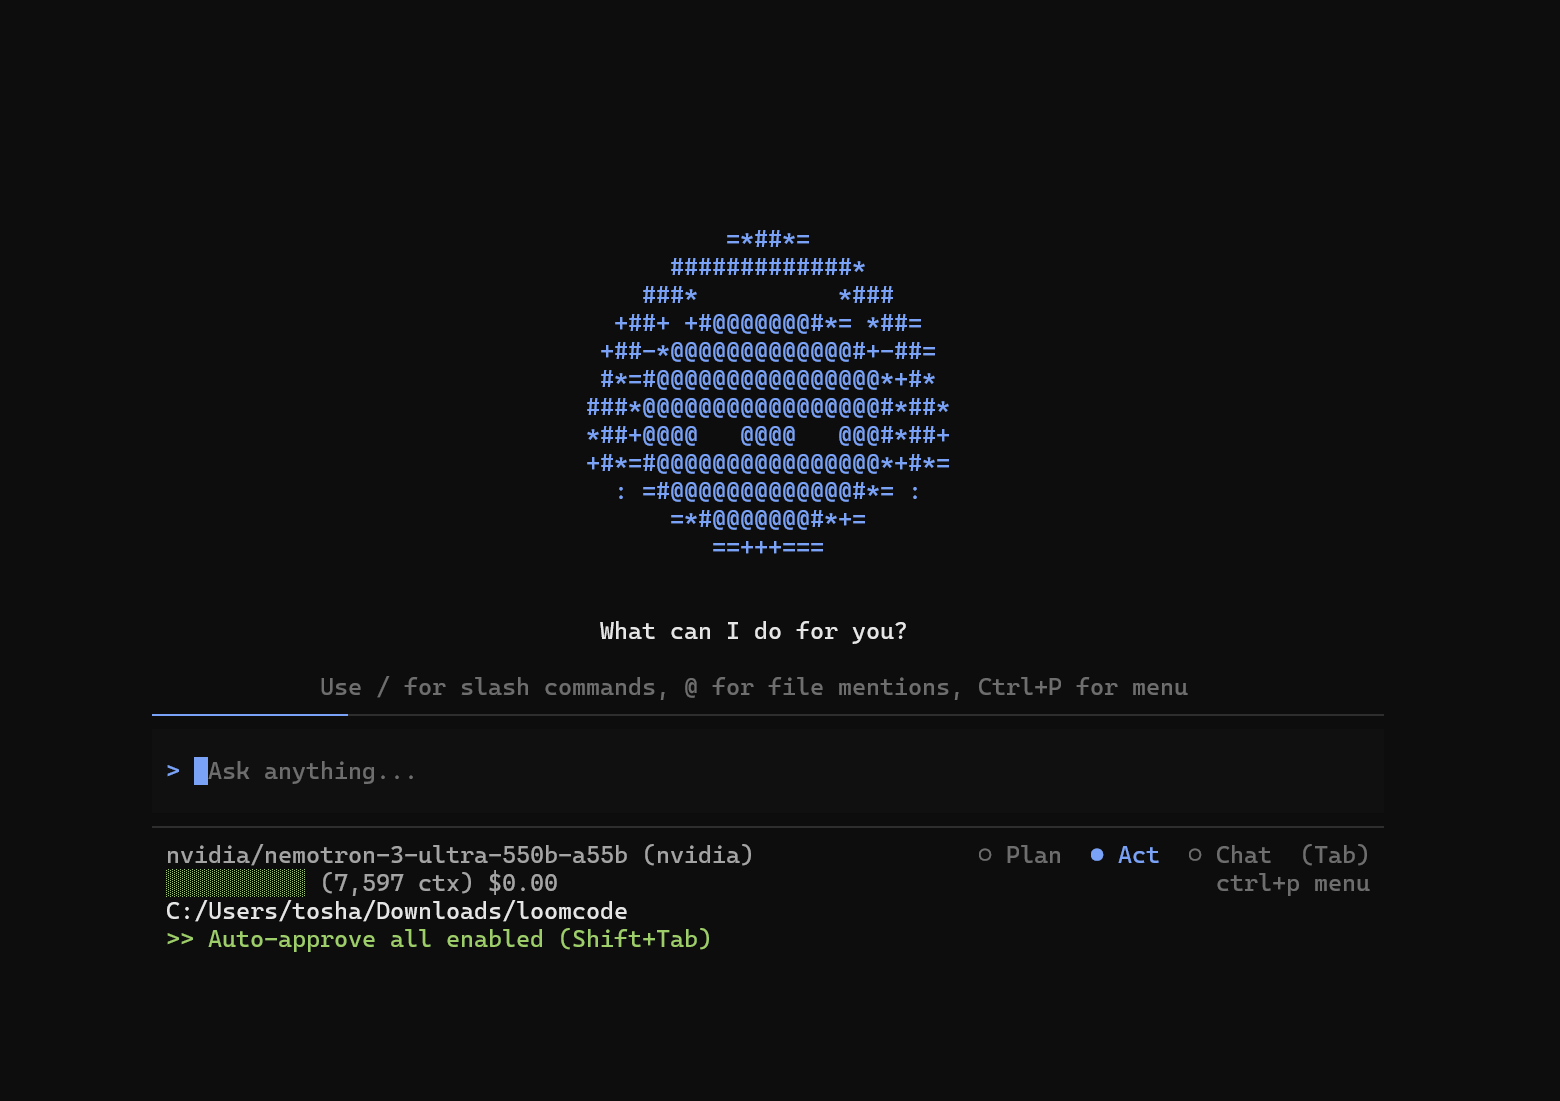 =*##*=
#############*
###*          *###
+##+ +#@@@@@@@#*= *##=
+##-*@@@@@@@@@@@@@#+-##=
#*=#@@@@@@@@@@@@@@@@*+#*
###*@@@@@@@@@@@@@@@@@#*##*
*##+@@@@   @@@@   @@@#*##+
+#*=#@@@@@@@@@@@@@@@@*+#*=
: =#@@@@@@@@@@@@@#*= :
=*#@@@@@@@#*+=
==+++===
What can I do for you?
Use / for slash commands, @ for file mentions, Ctrl+P for menu
> Ask anything...
nvidia/nemotron-3-ultra-550b-a55b (nvidia) ○ Plan ● Act ○ Chat (Tab)
(7,597 ctx) $0.00 ctrl+p menu
C:/Users/tosha/Downloads/loomcode
>> Auto-approve all enabled (Shift+Tab)